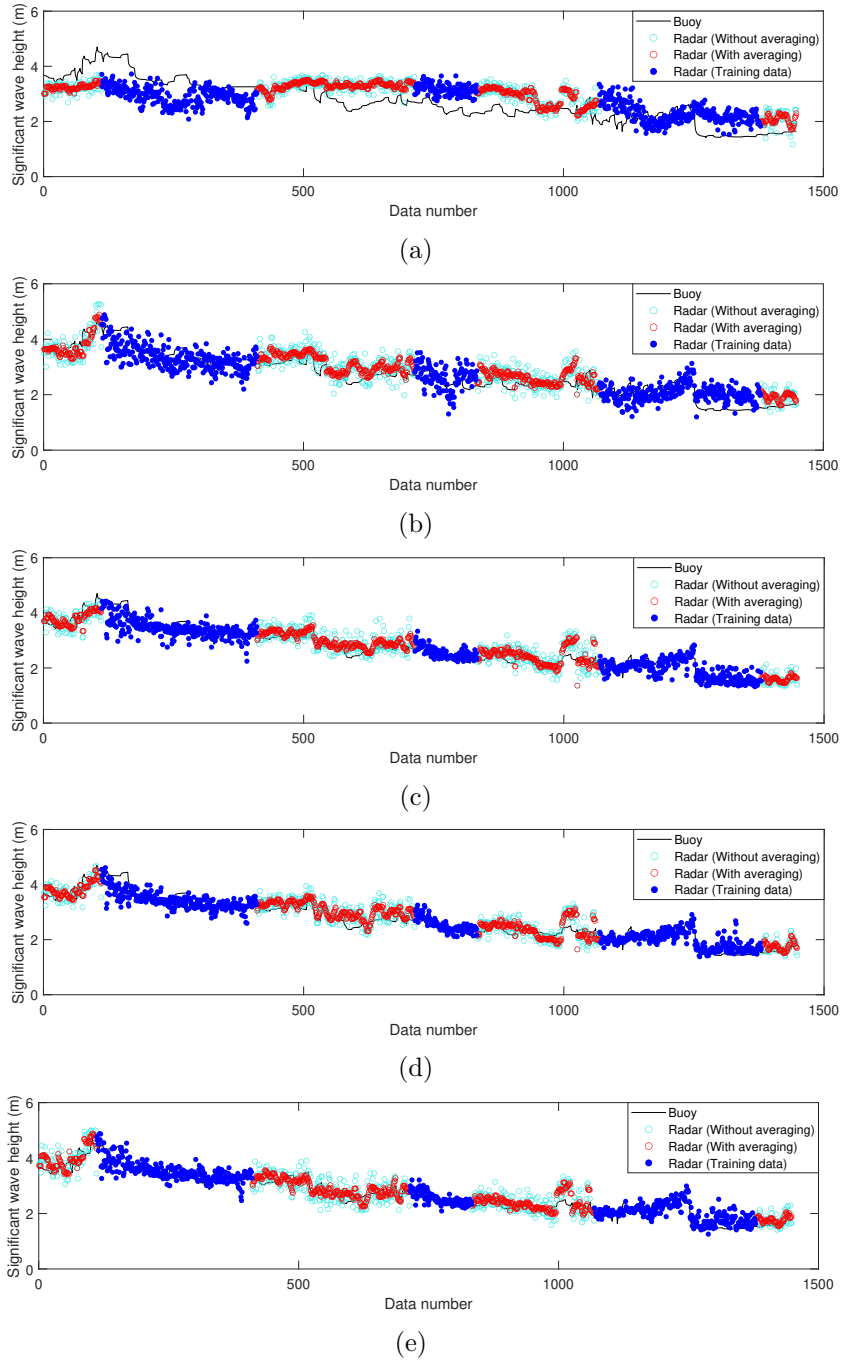 Significant wave height (m)
6
4
2
0
0
500
1000
1500
Data number
Buoy
Radar (Without averaging)
Radar (With averaging)
Radar (Training data)
(a)
Significant wave height (m)
6
4
2
0
0
500
1000
1500
Data number
Buoy
Radar (Without averaging)
Radar (With averaging)
Radar (Training data)
(b)
Significant wave height (m)
6
4
2
0
0
500
1000
1500
Data number
Buoy
Radar (Without averaging)
Radar (With averaging)
Radar (Training data)
(c)
Significant wave height (m)
6
4
2
0
0
500
1000
1500
Data number
Buoy
Radar (Without averaging)
Radar (With averaging)
Radar (Training data)
(d)
Significant wave height (m)
6
4
2
0
0
500
1000
1500
Data number
Buoy
Radar (Without averaging)
Radar (With averaging)
Radar (Training data)
(e)